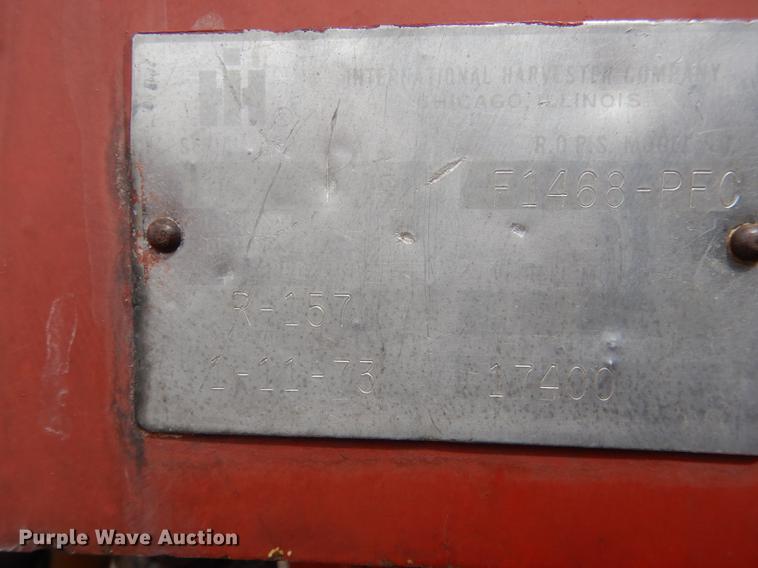 INTERNATIONAL HARVESTER COMPANY
CHICAGO, ILLINOIS
R.O.P.S. MODEL
F1468-PFC
R-157
1-11-73 17400
Purple Wave Auction